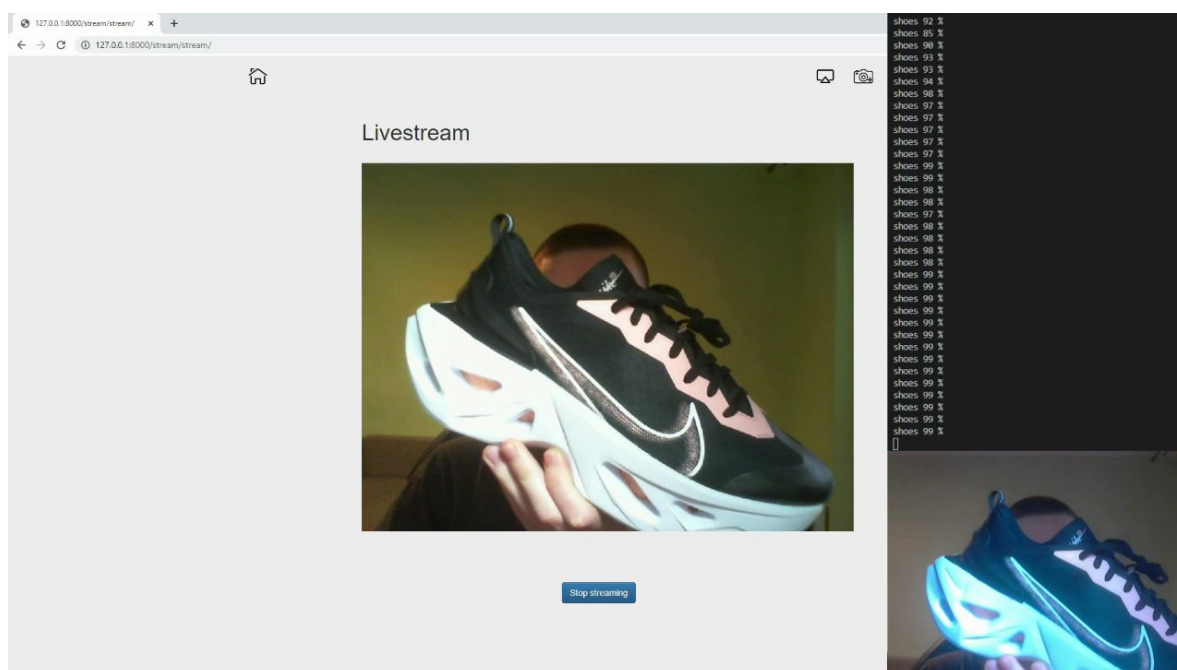 127.0.0.1:8000/stream/stream/
127.0.0.1:8000/stream/stream/
Livestream
Stop streaming
shoes 92 %
shoes 85 %
shoes 90 %
shoes 93 %
shoes 93 %
shoes 94 %
shoes 98 %
shoes 97 %
shoes 97 %
shoes 97 %
shoes 97 %
shoes 97 %
shoes 99 %
shoes 99 %
shoes 98 %
shoes 98 %
shoes 97 %
shoes 98 %
shoes 98 %
shoes 98 %
shoes 98 %
shoes 99 %
shoes 99 %
shoes 99 %
shoes 99 %
shoes 99 %
shoes 99 %
shoes 99 %
shoes 99 %
shoes 99 %
shoes 99 %
shoes 99 %
shoes 99 %
shoes 99 %
shoes 99 %